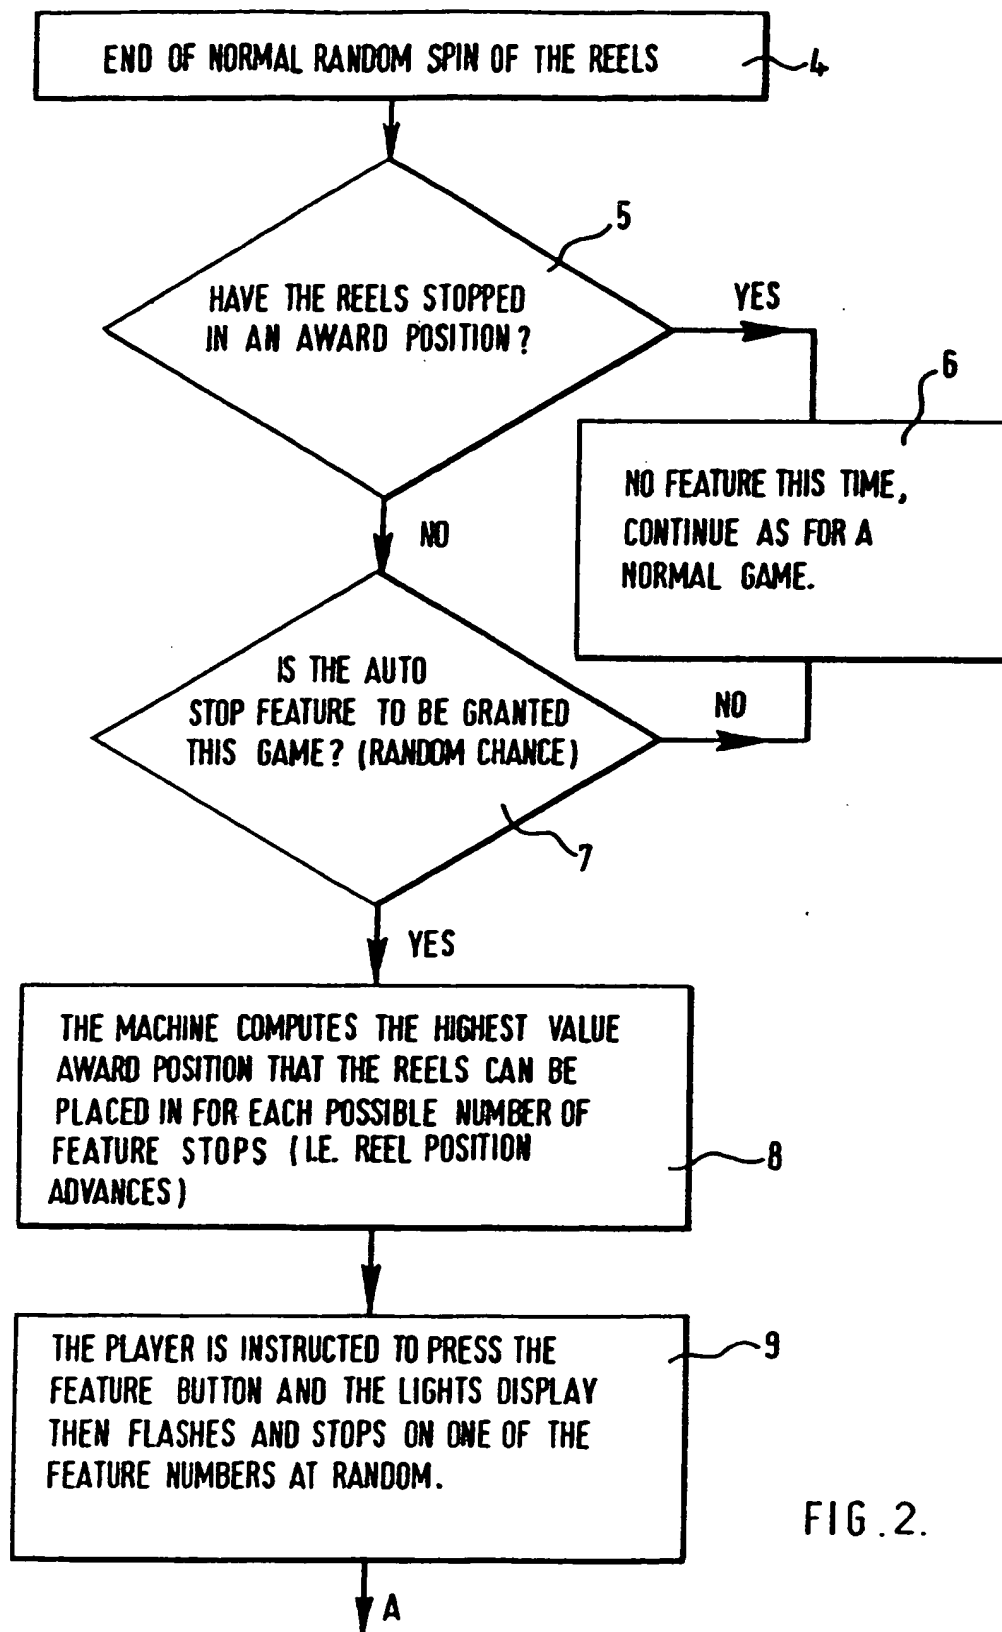 END OF NORMAL RANDOM SPIN OF THE REELS
4
5
HAVE THE REELS STOPPED
IN AN AWARD POSITION?
YES
6
NO FEATURE THIS TIME,
CONTINUE AS FOR A
NORMAL GAME.
NO
IS THE AUTO
STOP FEATURE TO BE GRANTED
THIS GAME? (RANDOM CHANCE)
NO
7
YES
THE MACHINE COMPUTES THE HIGHEST VALUE
AWARD POSITION THAT THE REELS CAN BE
PLACED IN FOR EACH POSSIBLE NUMBER OF
FEATURE STOPS (I.E. REEL POSITION
ADVANCES)
8
THE PLAYER IS INSTRUCTED TO PRESS THE
FEATURE BUTTON AND THE LIGHTS DISPLAY
THEN FLASHES AND STOPS ON ONE OF THE
FEATURE NUMBERS AT RANDOM.
9
FIG.2.
A